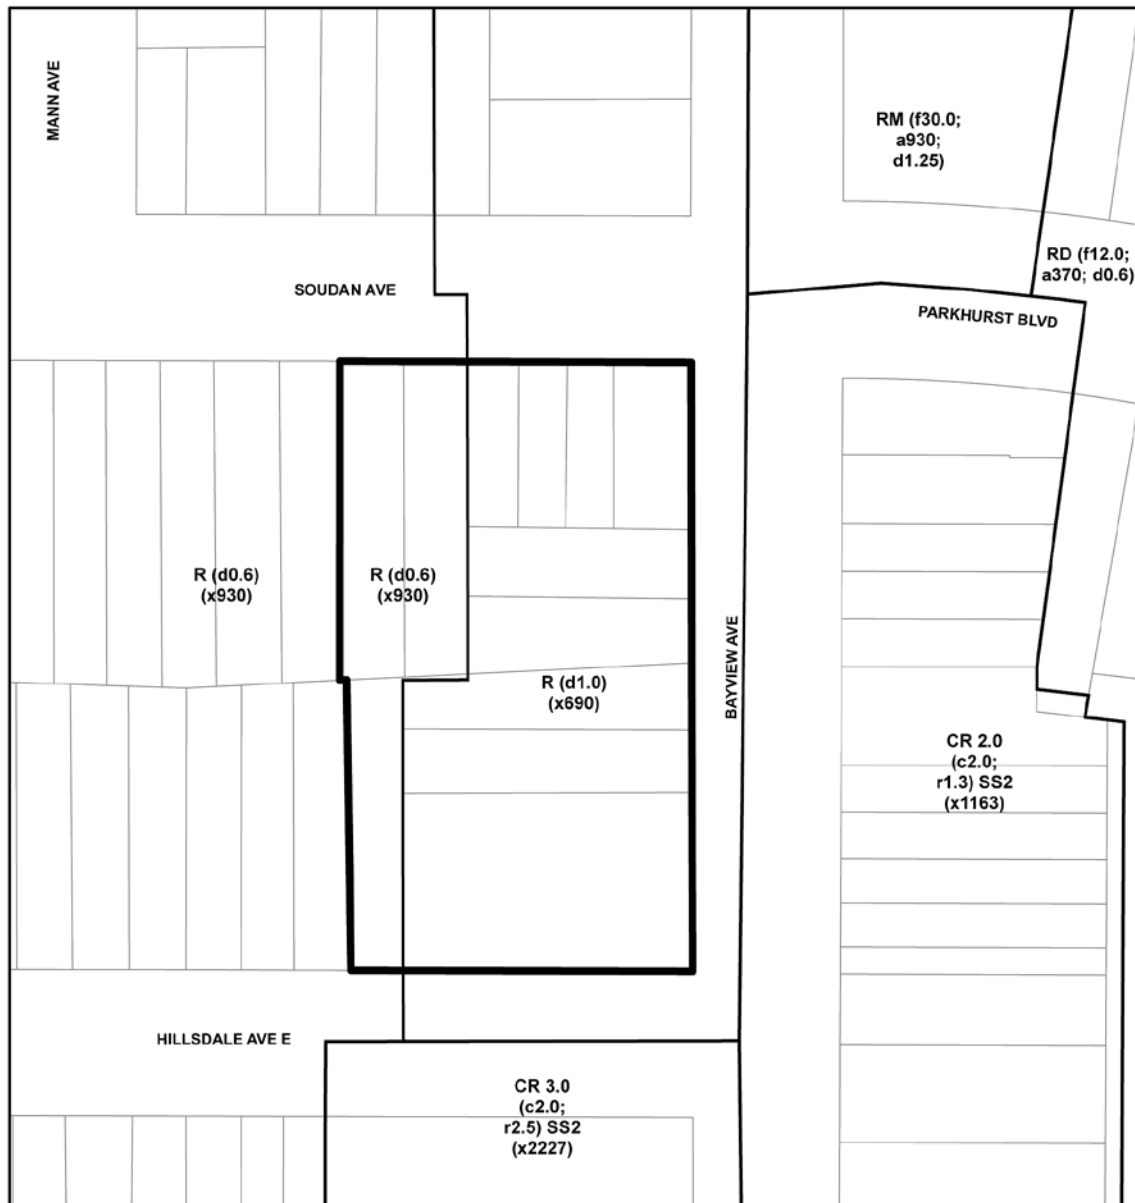 MANN AVE
RM (f30.0;
a930;
d1.25)
RD (f12.0;
a370; d0.6)
SOUDAN AVE
PARKHURST BLVD
R (d0.6)
(x930)
R (d0.6)
(x930)
BAYVIEW AVE
R (d1.0)
(x690)
CR 2.0
(c2.0;
r1.3) SS2
(x1163)
HILLSDALE AVE E
CR 3.0
(c2.0;
r2.5) SS2
(x2227)